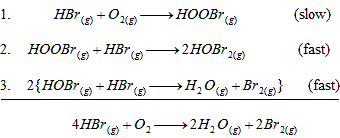 1. HBr(g) + O2(g) ⟶ HOOBr(g) (slow)
2. HOOBr(g) + HBr(g) ⟶ 2HOBr2(g) (fast)
3. 2{HOBr(g) + HBr(g) ⟶ H2O(g) + Br2(g)} (fast)
4HBr(g) + O2 ⟶ 2H2O(g) + 2Br2(g)